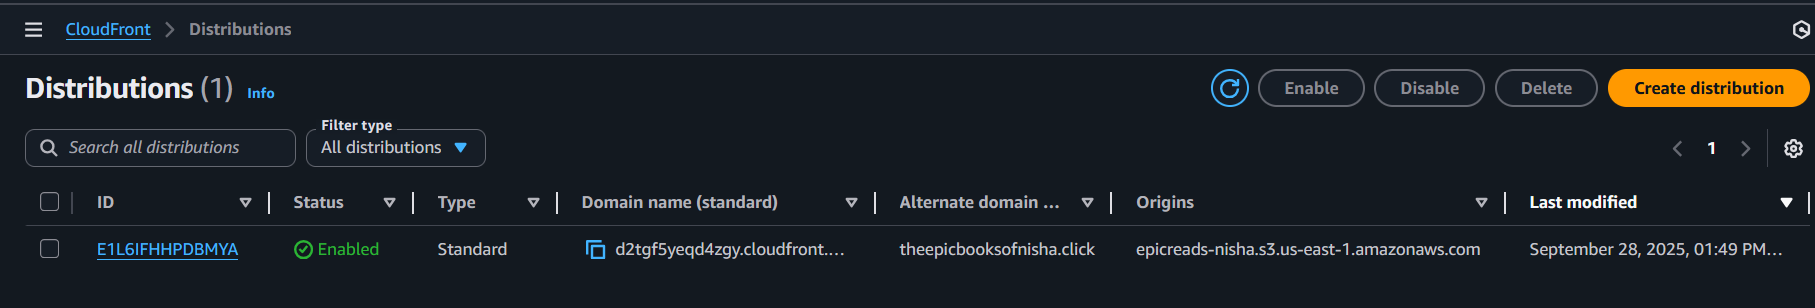 CloudFront > Distributions
Distributions (1) Info
Enable Disable Delete Create distribution
Filter type
Search all distributions All distributions 1
ID Status Type Domain name (standard) Alternate domain ... Origins Last modified
E1L6IFHHPDBMYA Enabled Standard d2tgf5yeqd4zgy.cloudfront.... theepicbooksofnisha.click epicreads-nisha.s3.us-east-1.amazonaws.com September 28, 2025, 01:49 PM...